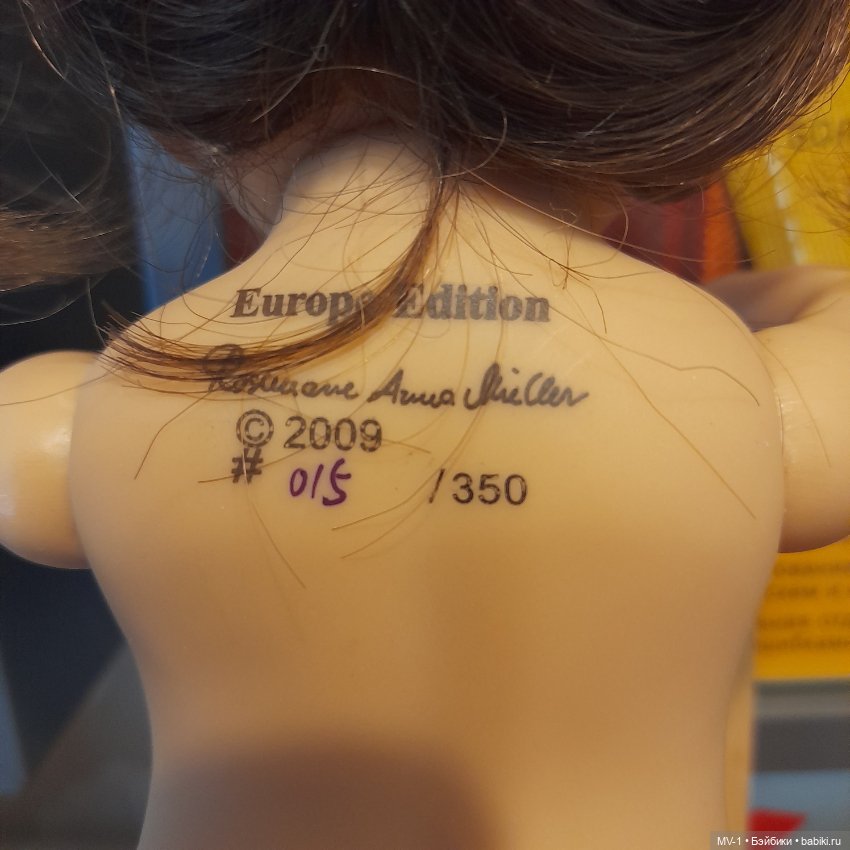 Europe Edition
Rosemarie Anna Müller
© 2009
# 015 /350
MV-1 • Бэйбики • babiki.ru